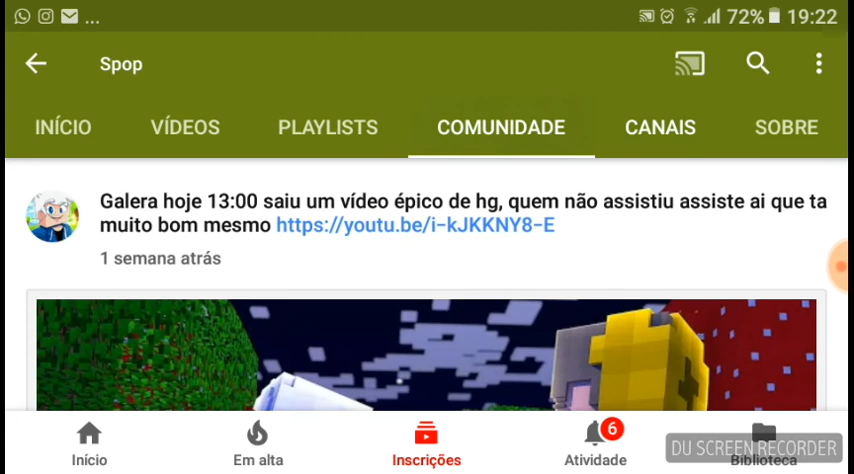 ... 72% 19:22
Spop
INÍCIO VÍDEOS PLAYLISTS COMUNIDADE CANAIS SOBRE
Galera hoje 13:00 saiu um vídeo épico de hg, quem não assistiu assiste ai que ta
muito bom mesmo https://youtu.be/i-kJKKNY8-E
1 semana atrás
6
DU SCREEN RECORDER
Início Em alta Inscrições Atividade Biblioteca